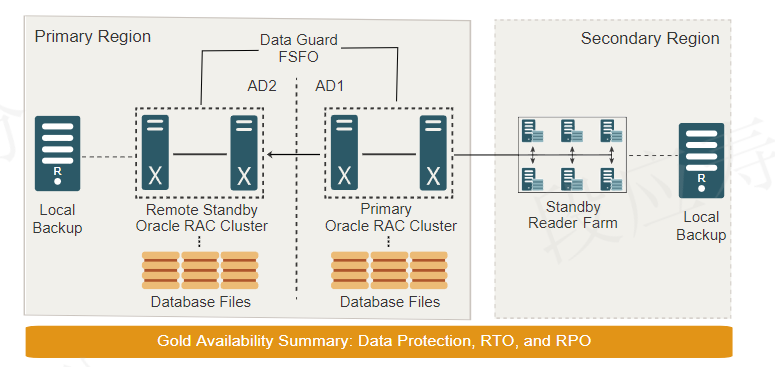 Primary Region
Data Guard
FSFO
Secondary Region
AD2
AD1
R
X
X
X
X
R
Local
Backup
Remote Standby
Oracle RAC Cluster
Primary
Oracle RAC Cluster
Standby
Reader Farm
Local
Backup
Database Files
Database Files
Gold Availability Summary: Data Protection, RTO, and RPO